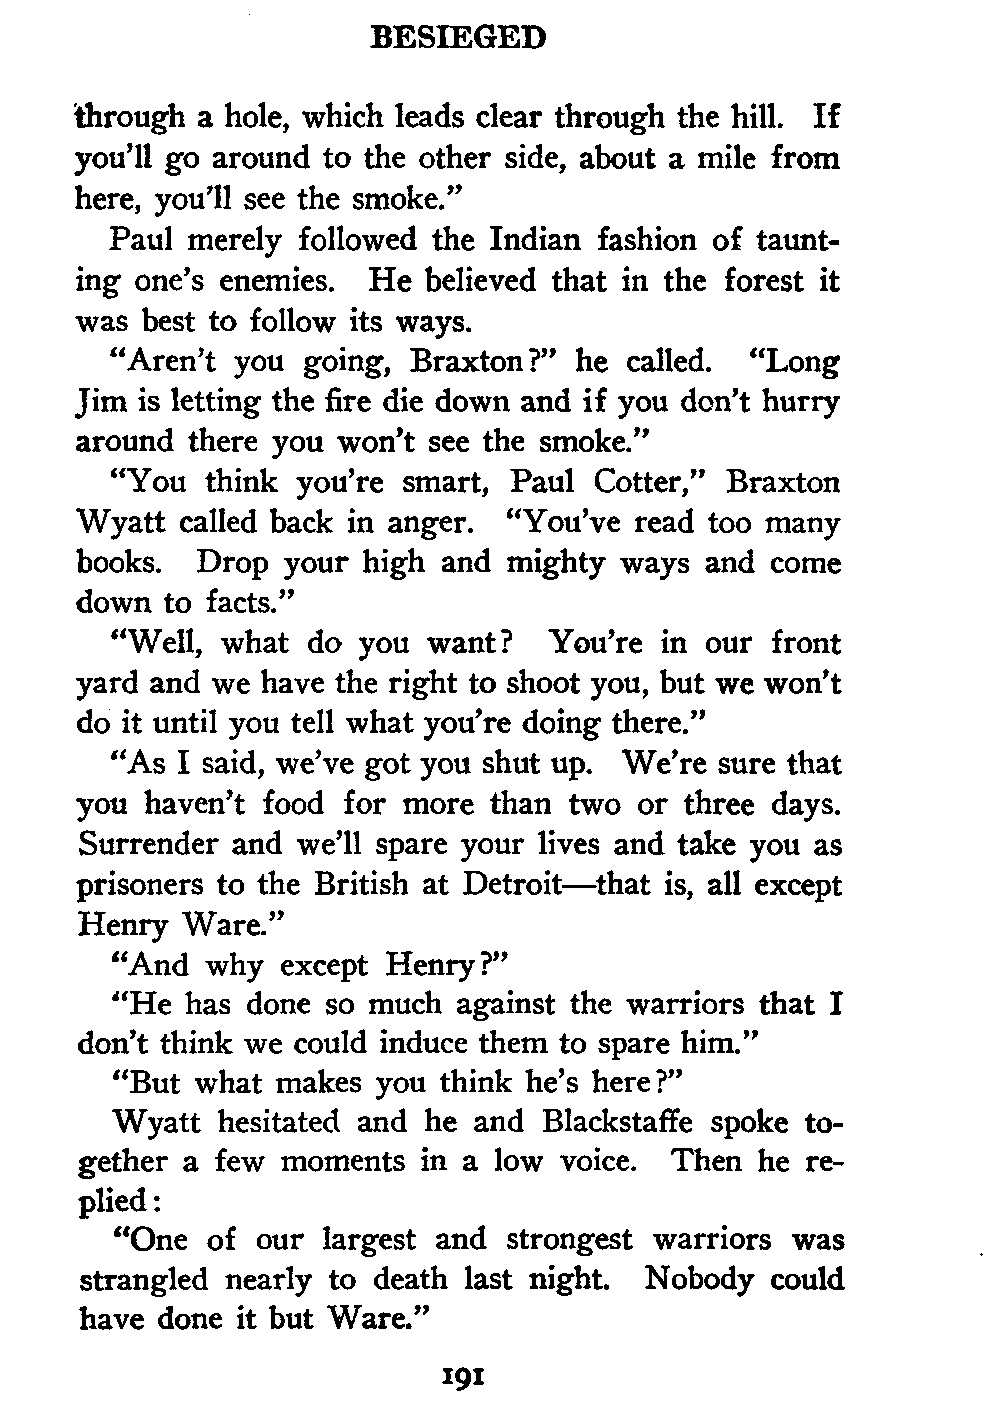 BESIEGED
through a hole, which leads clear through the hill. If
you'll go around to the other side, about a mile from
here, you'll see the smoke."
Paul merely followed the Indian fashion of taunt-
ing one's enemies. He believed that in the forest it
was best to follow its ways.
"Aren't you going, Braxton?" he called. "Long
Jim is letting the fire die down and if you don't hurry
around there you won't see the smoke."
"You think you're smart, Paul Cotter," Braxton
Wyatt called back in anger. "You've read too many
books. Drop your high and mighty ways and come
down to facts."
"Well, what do you want? You're in our front
yard and we have the right to shoot you, but we won't
do it until you tell what you're doing there."
"As I said, we've got you shut up. We're sure that
you haven't food for more than two or three days.
Surrender and we'll spare your lives and take you as
prisoners to the British at Detroit—that is, all except
Henry Ware."
"And why except Henry?"
"He has done so much against the warriors that I
don't think we could induce them to spare him."
"But what makes you think he's here?"
Wyatt hesitated and he and Blackstaffe spoke to-
gether a few moments in a low voice. Then he re-
plied:
"One of our largest and strongest warriors was
strangled nearly to death last night. Nobody could
have done it but Ware."
191